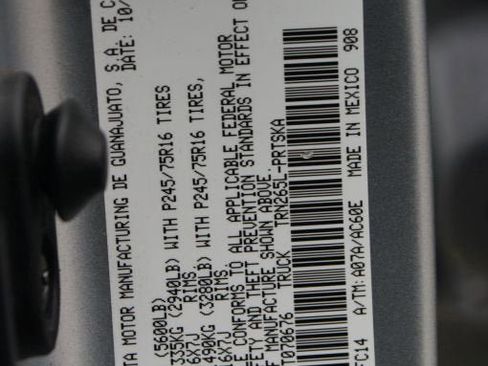 TA MOTOR MANUFACTURING DE GUANAJUATO, S.A. DE C
DATE: 10/
(5600LB)
335KG (2940LB) WITH P245/75R16 TIRES
6X7J RIMS,
490KG (3280LB) WITH P245/75R16 TIRES,
16X7J RIMS
E CONFORMS TO ALL APPLICABLE FEDERAL MOTOR
FETY AND THEFT PREVENTION STANDARDS IN EFFECT O
F MANUFACTURE SHOWN ABOVE.
T070676 TRUCK TRN265L-PRTSKA
FC14 A/TM: A07A/AC60E MADE IN MEXICO 908